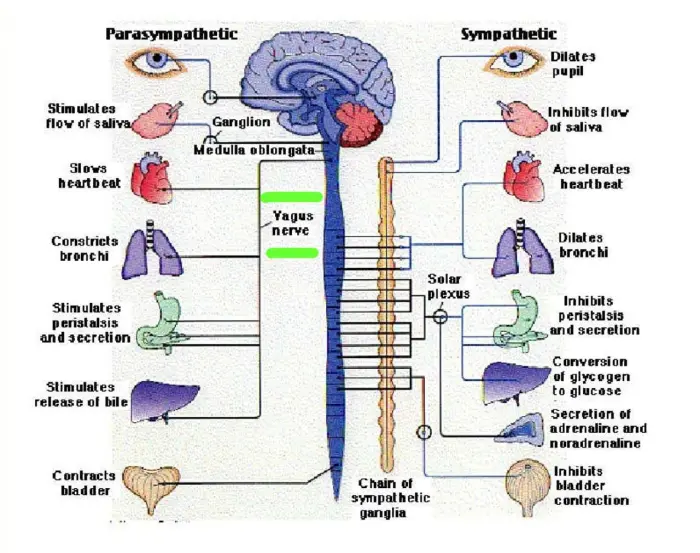 Parasympathetic
Sympathetic
Dilates
pupil
Stimulates
flow of saliva
Ganglion
Medulla oblongata
Inhibits flow
of saliva
Slows
heartbeat
Accelerates
heartbeat
Vagus
nerve
Constricts
bronchi
Dilates
bronchi
Solar
plexus
Stimulates
peristalsis
and secretion
Inhibits
peristalsis
and secretion
Stimulates
release of bile
Conversion
of glycogen
to glucose
Secretion of
adrenaline and
noradrenaline
Contracts
bladder
Chain of
sympathetic
ganglia
Inhibits
bladder
contraction